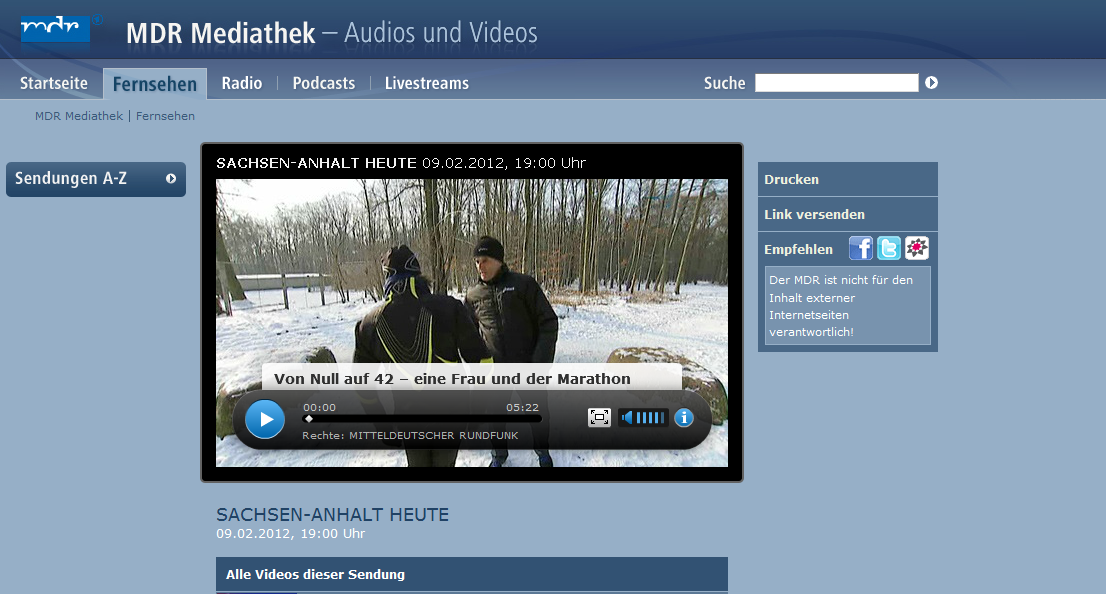 mdr
MDR Mediathek – Audios und Videos
Startseite
Fernsehen
Radio
Podcasts
Livestreams
Suche
MDR Mediathek | Fernsehen
Sendungen A-Z
SACHSEN-ANHALT HEUTE 09.02.2012, 19:00 Uhr
Von Null auf 42 – eine Frau und der Marathon
00:00
05:22
Rechte: MITTELDEUTSCHER RUNDFUNK
Drucken
Link versenden
Empfehlen
Der MDR ist nicht für den
Inhalt externer
Internetseiten
verantwortlich!
SACHSEN-ANHALT HEUTE
09.02.2012, 19:00 Uhr
Alle Videos dieser Sendung